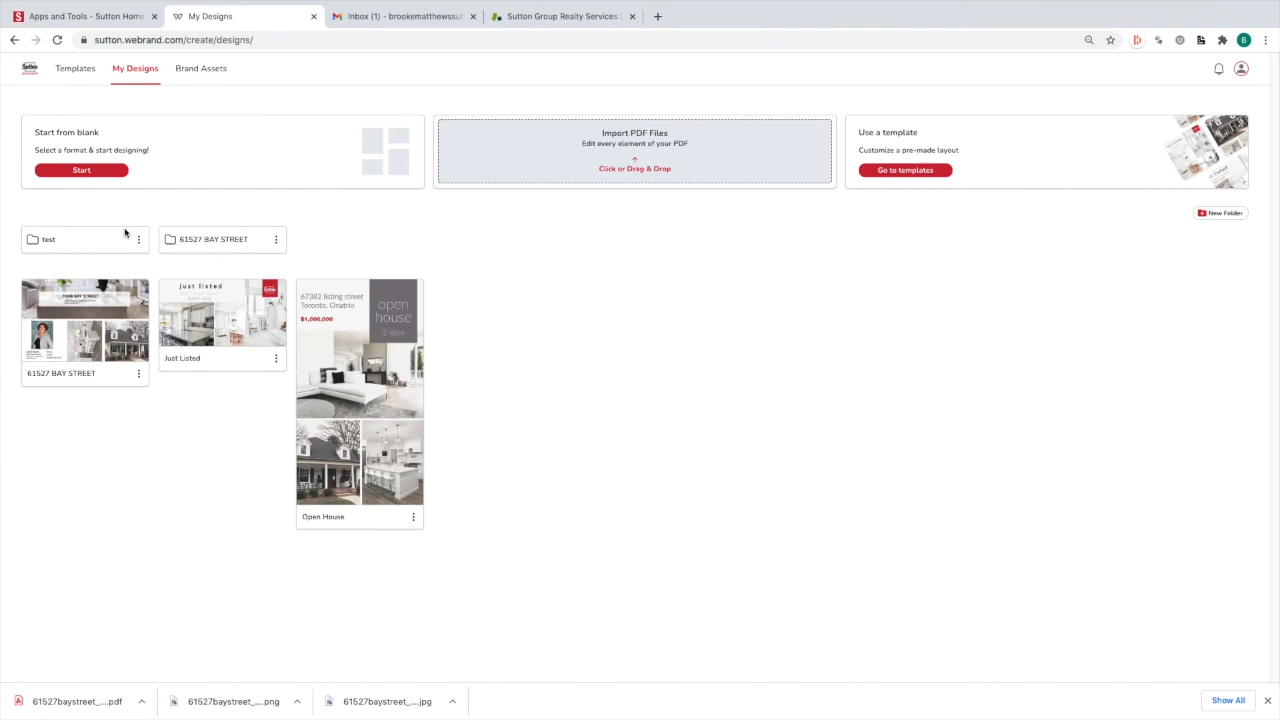 Apps and Tools - Sutton Home
My Designs
Inbox (1) - brookematthewssut
Sutton Group Realty Services L
sutton.webrand.com/create/designs/
B
Sutton
Templates
My Designs
Brand Assets
Start from blank
Select a format & start designing!
Start
Import PDF Files
Edit every element of your PDF
Click or Drag & Drop
Use a template
Customize a pre-made layout
Go to templates
New Folder
test
61527 BAY STREET
61527 BAY STREET
just listed
Just Listed
67382 listing street
Toronto, Onatrio
$1,000,000
open
house
Open House
61527baystreet_....pdf
61527baystreet_....png
61527baystreet_....jpg
Show All